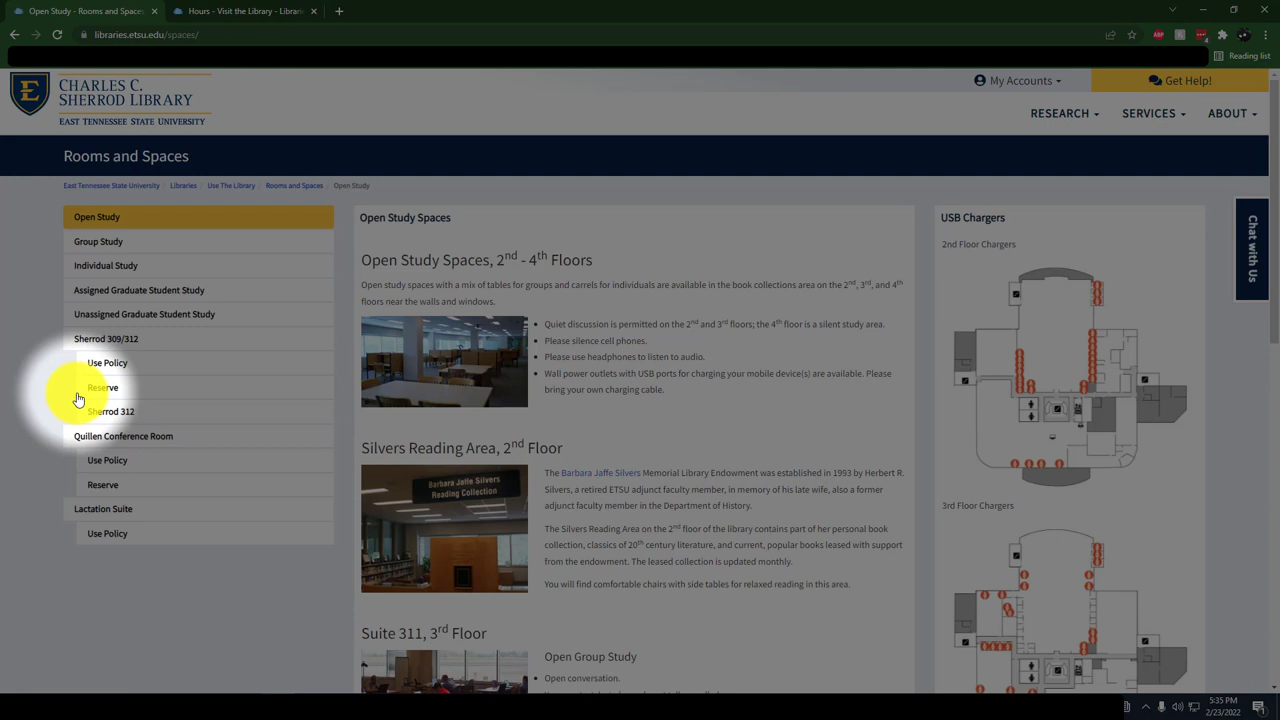 Open Study - Rooms and Spaces
Hours - Visit the Library - Librarie
libraries.etsu.edu/spaces/
Reading list
CHARLES C.
SHERROD LIBRARY
EAST TENNESSEE STATE UNIVERSITY
My Accounts
Get Help!
RESEARCH
SERVICES
ABOUT
Rooms and Spaces
East Tennessee State University
Libraries
Use The Library
Rooms and Spaces
Open Study
Open Study
Group Study
Individual Study
Assigned Graduate Student Study
Unassigned Graduate Student Study
Sherrod 309/312
Use Policy
Reserve
Sherrod 312
Quillen Conference Room
Use Policy
Reserve
Lactation Suite
Use Policy
Open Study Spaces
Open Study Spaces, 2nd - 4th Floors
Open study spaces with a mix of tables for groups and carrels for individuals are available in the book collections area on the 2nd, 3rd, and 4th
floors near the walls and windows.
Quiet discussion is permitted on the 2nd and 3rd floors; the 4th floor is a silent study area.
Please silence cell phones.
Please use headphones to listen to audio.
Wall power outlets with USB ports for charging your mobile device(s) are available. Please
bring your own charging cable.
Silvers Reading Area, 2nd Floor
Barbara Jaffe Silvers
Reading Collection
The Barbara Jaffe Silvers Memorial Library Endowment was established in 1993 by Herbert R.
Silvers, a retired ETSU adjunct faculty member, in memory of his late wife, also a former
adjunct faculty member in the Department of History.
The Silvers Reading Area on the 2nd floor of the library contains part of her personal book
collection, classics of 20th century literature, and current, popular books leased with support
from the endowment. The leased collection is updated monthly.
You will find comfortable chairs with side tables for relaxed reading in this area.
Suite 311, 3rd Floor
Open Group Study
Open conversation.
USB Chargers
2nd Floor Chargers
3rd Floor Chargers
Chat with Us
5:35 PM
2/23/2022